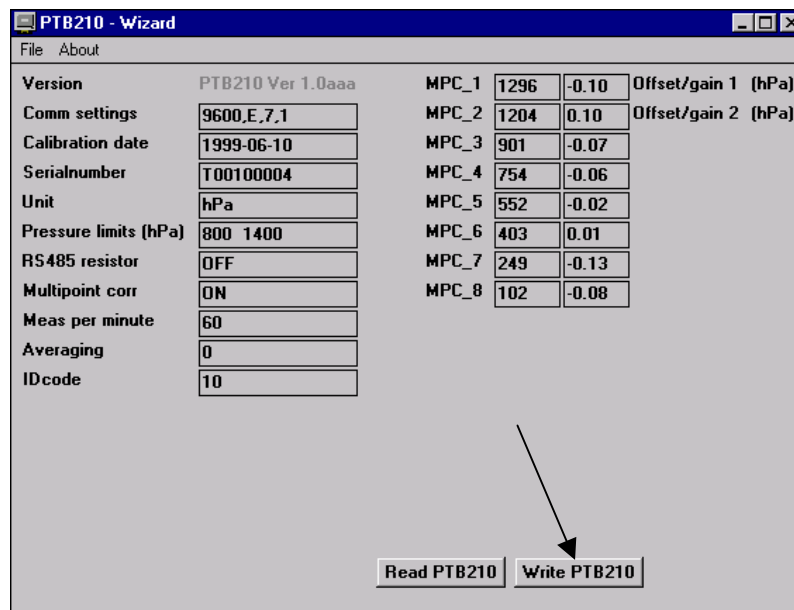 PTB210 - Wizard
File About
Version PTB210 Ver 1.0aaa MPC_1 1296 -0.10 Offset/gain 1 (hPa)
Comm settings 9600,E,7,1 MPC_2 1204 0.10 Offset/gain 2 (hPa)
Calibration date 1999-06-10 MPC_3 901 -0.07
Serialnumber T00100004 MPC_4 754 -0.06
Unit hPa MPC_5 552 -0.02
Pressure limits (hPa) 800 1400 MPC_6 403 0.01
RS485 resistor OFF MPC_7 249 -0.13
Multipoint corr ON MPC_8 102 -0.08
Meas per minute 60
Averaging 0
IDcode 10
Read PTB210 Write PTB210